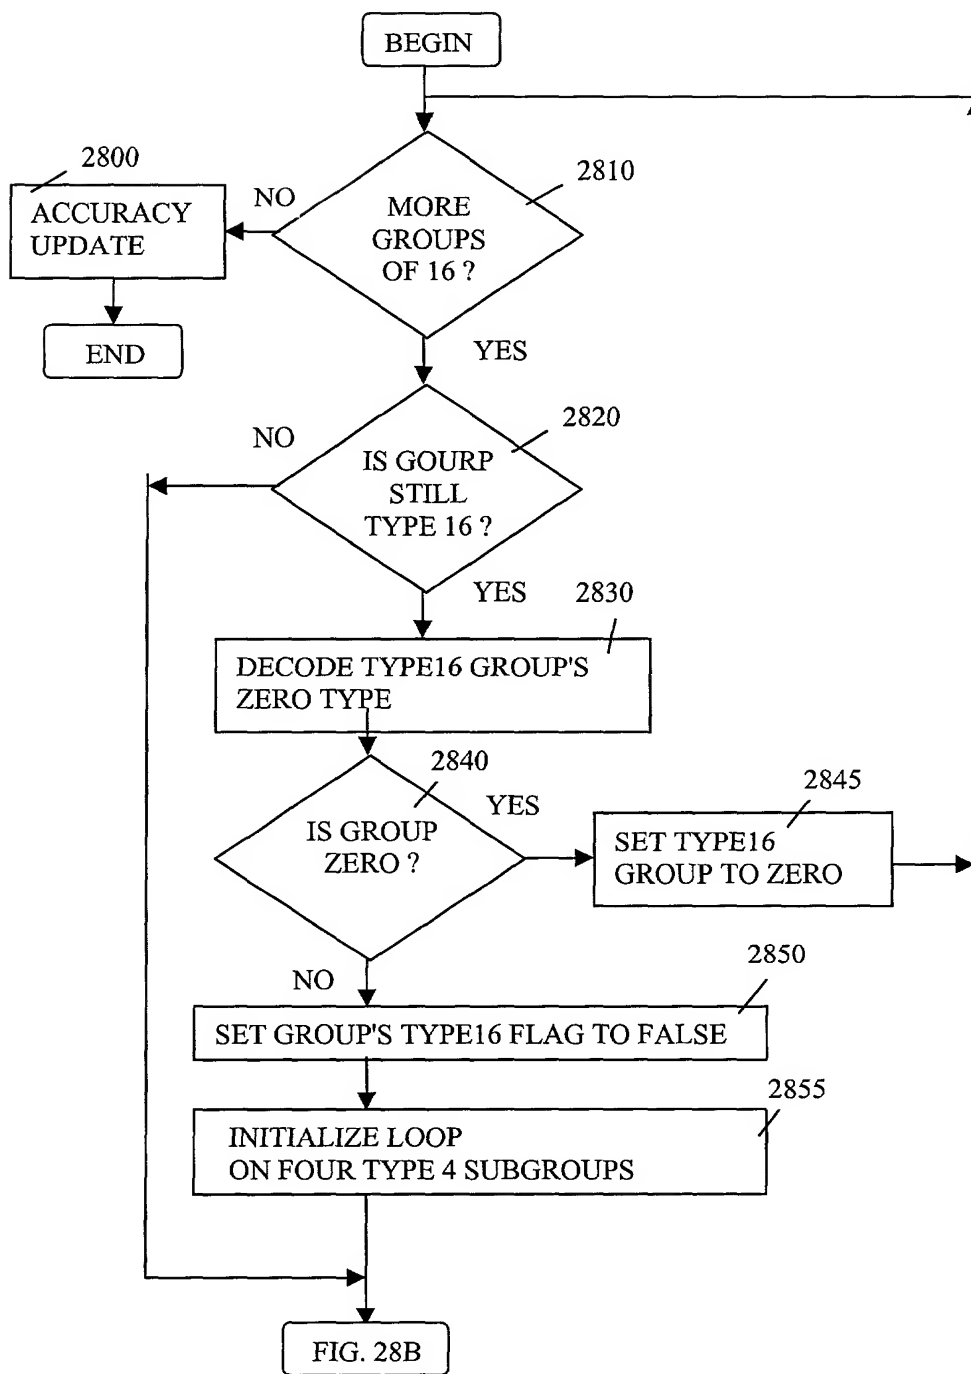 BEGIN
2800
2810
NO
MORE
GROUPS
OF 16 ?
ACCURACY
UPDATE
END
YES
2820
NO
IS GOURP
STILL
TYPE 16 ?
YES
2830
DECODE TYPE16 GROUP'S
ZERO TYPE
2840
YES
2845
IS GROUP
ZERO ?
SET TYPE16
GROUP TO ZERO
NO
2850
SET GROUP'S TYPE16 FLAG TO FALSE
2855
INITIALIZE LOOP
ON FOUR TYPE 4 SUBGROUPS
FIG. 28B